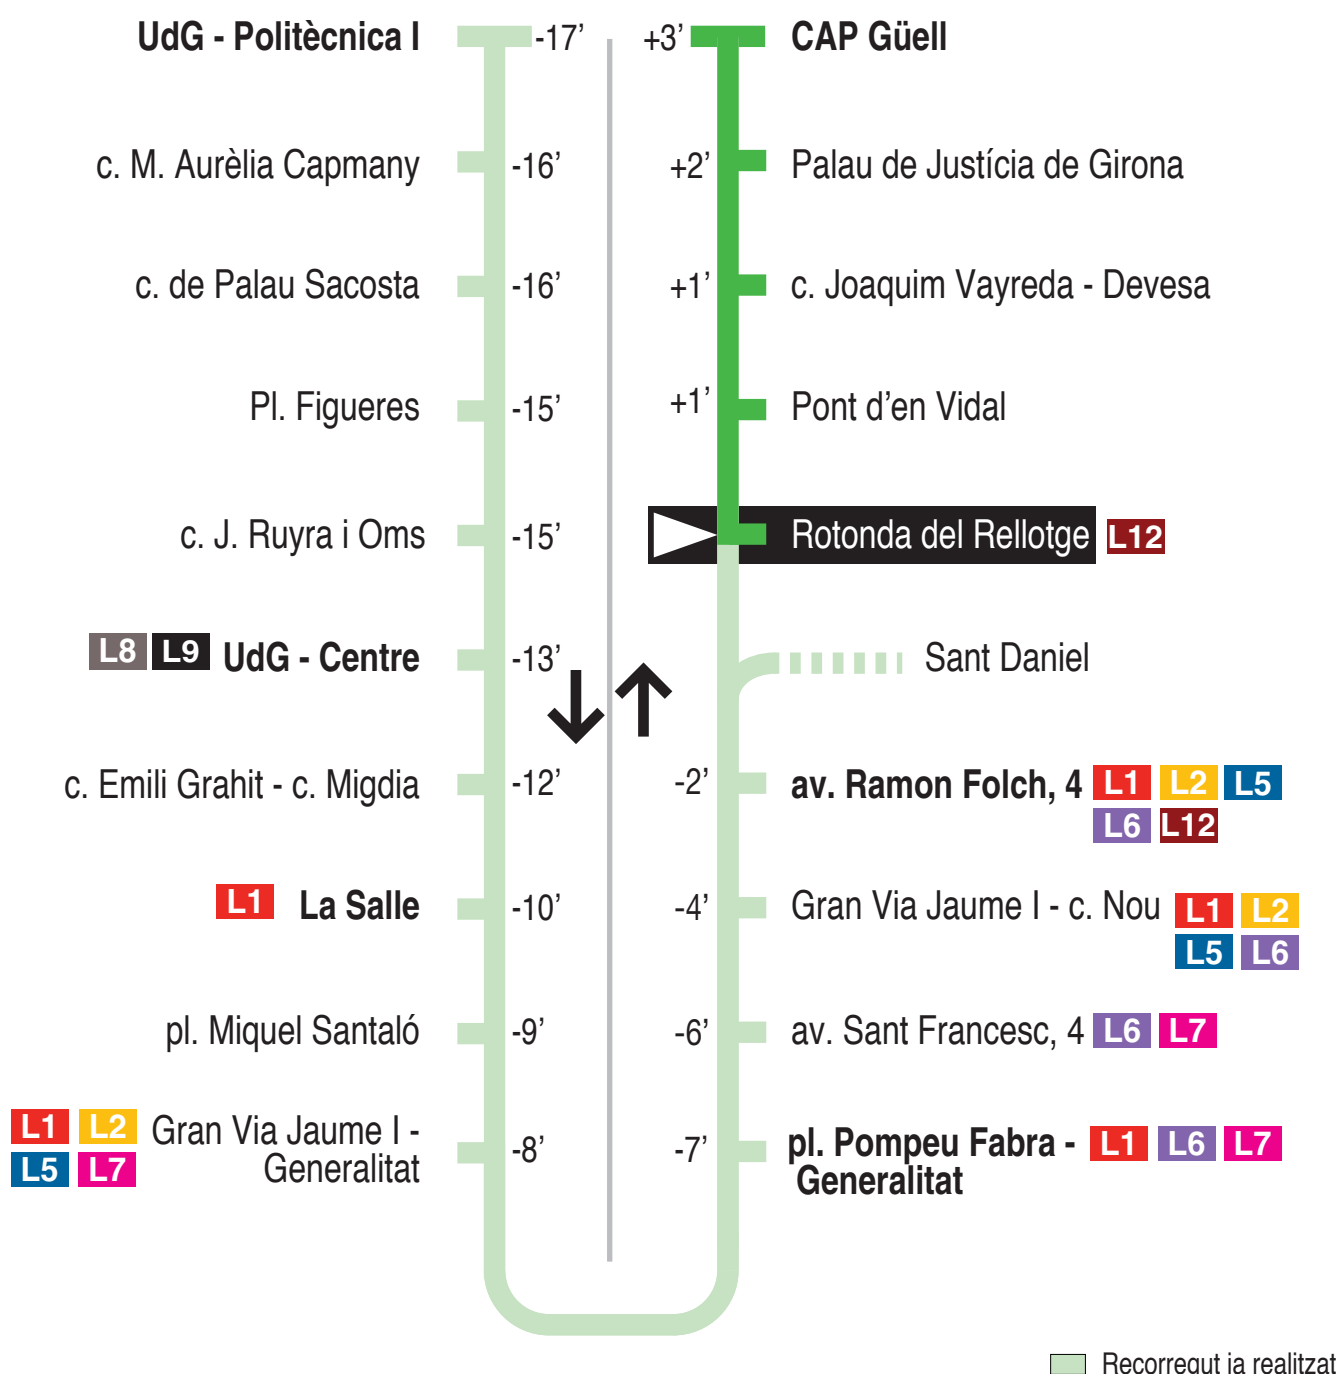 UdG - Politècnica I -17’ +3’ CAP Güell
c. M. Aurèlia Capmany -16’ +2’ Palau de Justícia de Girona
c. de Palau Sacosta -16’ +1’ c. Joaquim Vayreda - Devesa
Pl. Figueres -15’ +1’ Pont d’en Vidal
c. J. Ruyra i Oms -15’ Rotonda del Rellotge L12
L8 L9 UdG - Centre -13’ Sant Daniel
c. Emili Grahit - c. Migdia -12’ -2’ av. Ramon Folch, 4 L1 L2 L5
L6 L12
L1 La Salle -10’ -4’ Gran Via Jaume I - c. Nou L1 L2
L5 L6
pl. Miquel Santaló -9’ -6’ av. Sant Francesc, 4 L6 L7
L1 L2 Gran Via Jaume I - -8’ -7’ pl. Pompeu Fabra - L1 L6 L7
L5 L7 Generalitat Generalitat
Recorregut ja realitzat